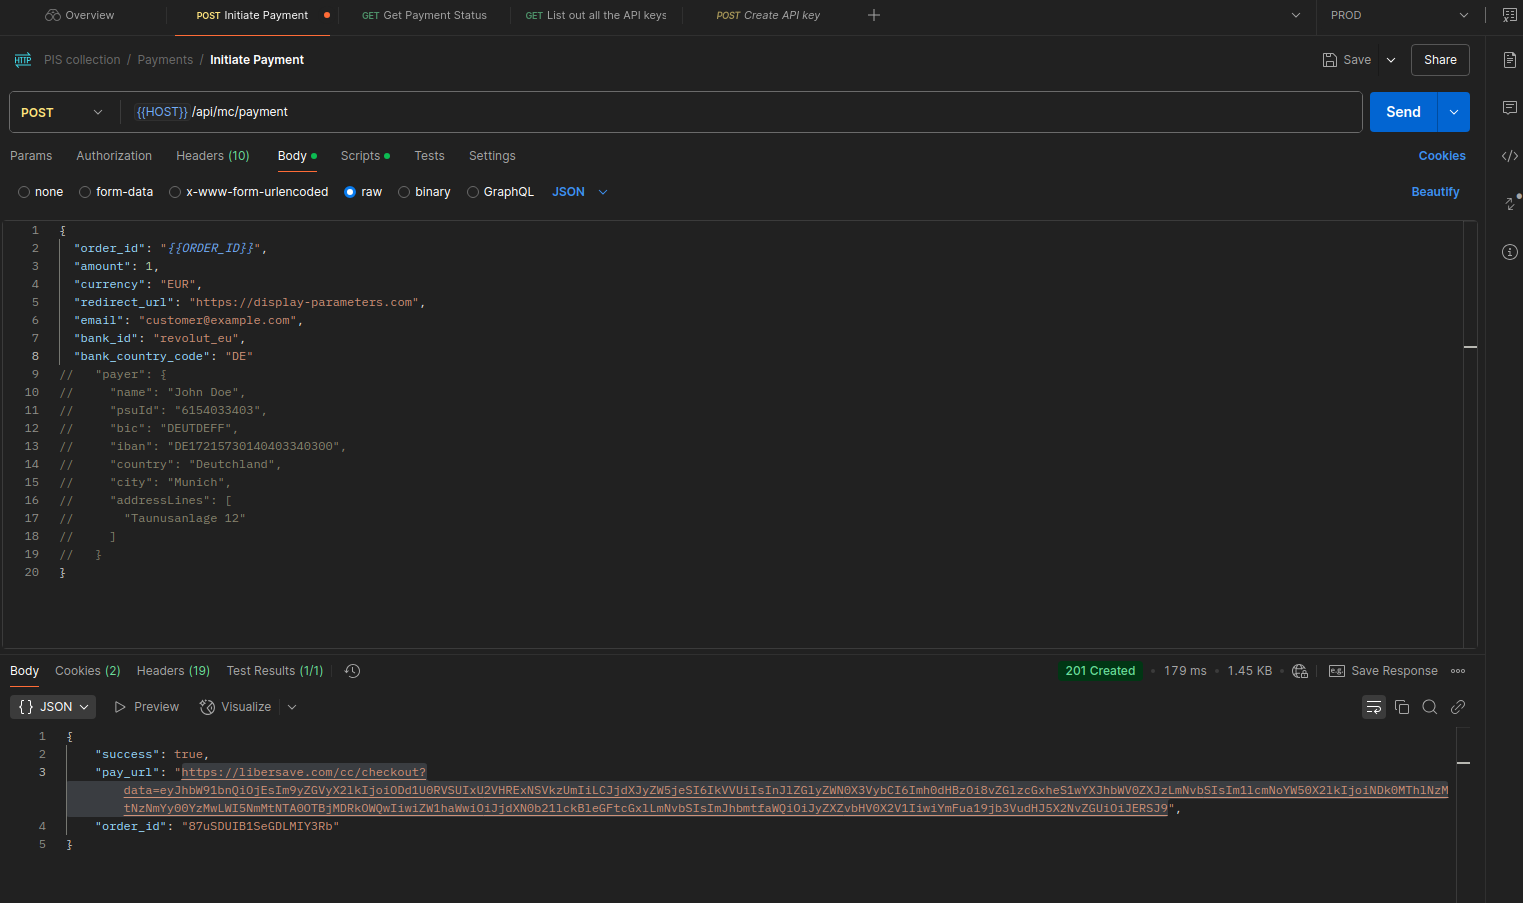 Overview
POST Initiate Payment
GET Get Payment Status
GET List out all the API keys
POST Create API key
PROD
HTTP PIS collection / Payments / Initiate Payment
Save
Share
POST
{{HOST}} /api/mc/payment
Send
Params Authorization Headers (10) Body Scripts Tests Settings
Cookies
none form-data x-www-form-urlencoded raw binary GraphQL JSON
Beautify
1 {
2 "order_id": "{{ORDER_ID}}",
3 "amount": 1,
4 "currency": "EUR",
5 "redirect_url": "https://display-parameters.com",
6 "email": "customer@example.com",
7 "bank_id": "revolut_eu",
8 "bank_country_code": "DE"
9 // "payer": {
10 // "name": "John Doe",
11 // "psuId": "6154033403",
12 // "bic": "DEUTDEFF",
13 // "iban": "DE17215730140403340300",
14 // "country": "Deutchland",
15 // "city": "Munich",
16 // "addressLines": [
17 // "Taunusanlage 12"
18 // ]
19 // }
20 }
Body Cookies (2) Headers (19) Test Results (1/1)
201 Created • 179 ms • 1.45 KB
e.g. Save Response
{} JSON Preview Visualize
1 {
2 "success": true,
3 "pay_url": "https://libersave.com/cc/checkout?
4 "order_id": "87uSDUIB1SeGDLMIY3Rb"
5 }